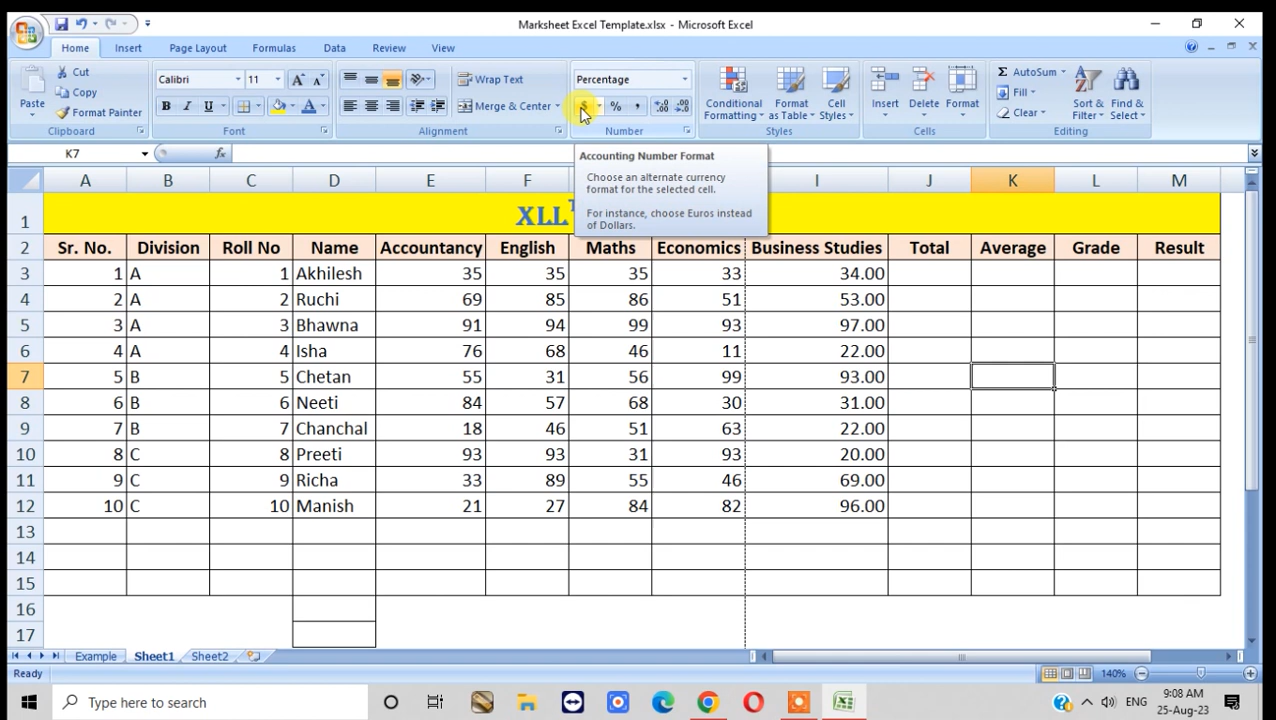 Marksheet Excel Template.xlsx - Microsoft Excel
Home Insert Page Layout Formulas Data Review View
Paste
Cut
Copy
Format Painter
Clipboard
Calibri 11 A A
B I U A
Font
Wrap Text
Merge & Center
Alignment
Percentage
$ % ,
Number
Conditional Formatting
Format as Table
Cell Styles
Styles
Insert Delete Format
Cells
Σ AutoSum
Fill
Clear
Sort & Filter
Find & Select
Editing
K7 fx
Accounting Number Format
Choose an alternate currency
format for the selected cell.
For instance, choose Euros instead
of Dollars.
A B C D E F I J K L M
1 XLL
2 Sr. No. Division Roll No Name Accountancy English Maths Economics Business Studies Total Average Grade Result
3 1 A 1 Akhilesh 35 35 35 33 34.00
4 2 A 2 Ruchi 69 85 86 51 53.00
5 3 A 3 Bhawna 91 94 99 93 97.00
6 4 A 4 Isha 76 68 46 11 22.00
7 5 B 5 Chetan 55 31 56 99 93.00
8 6 B 6 Neeti 84 57 68 30 31.00
9 7 B 7 Chanchal 18 46 51 63 22.00
10 8 C 8 Preeti 93 93 31 93 20.00
11 9 C 9 Richa 33 89 55 46 69.00
12 10 C 10 Manish 21 27 84 82 96.00
13
14
15
16
17
Example Sheet1 Sheet2
Ready 140%
Type here to search ENG 9:08 AM
25-Aug-23